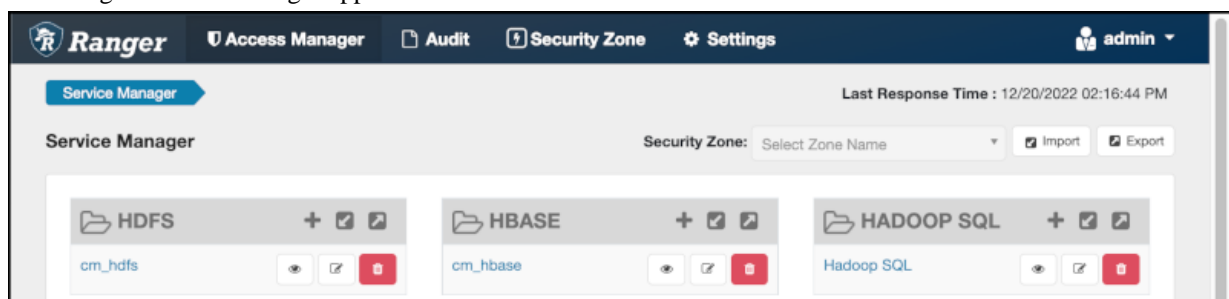 Ranger Access Manager Audit Security Zone Settings admin
Service Manager Last Response Time : 12/20/2022 02:16:44 PM
Service Manager Security Zone: Select Zone Name Import Export
HDFS HBASE HADOOP SQL
cm_hdfs cm_hbase Hadoop SQL